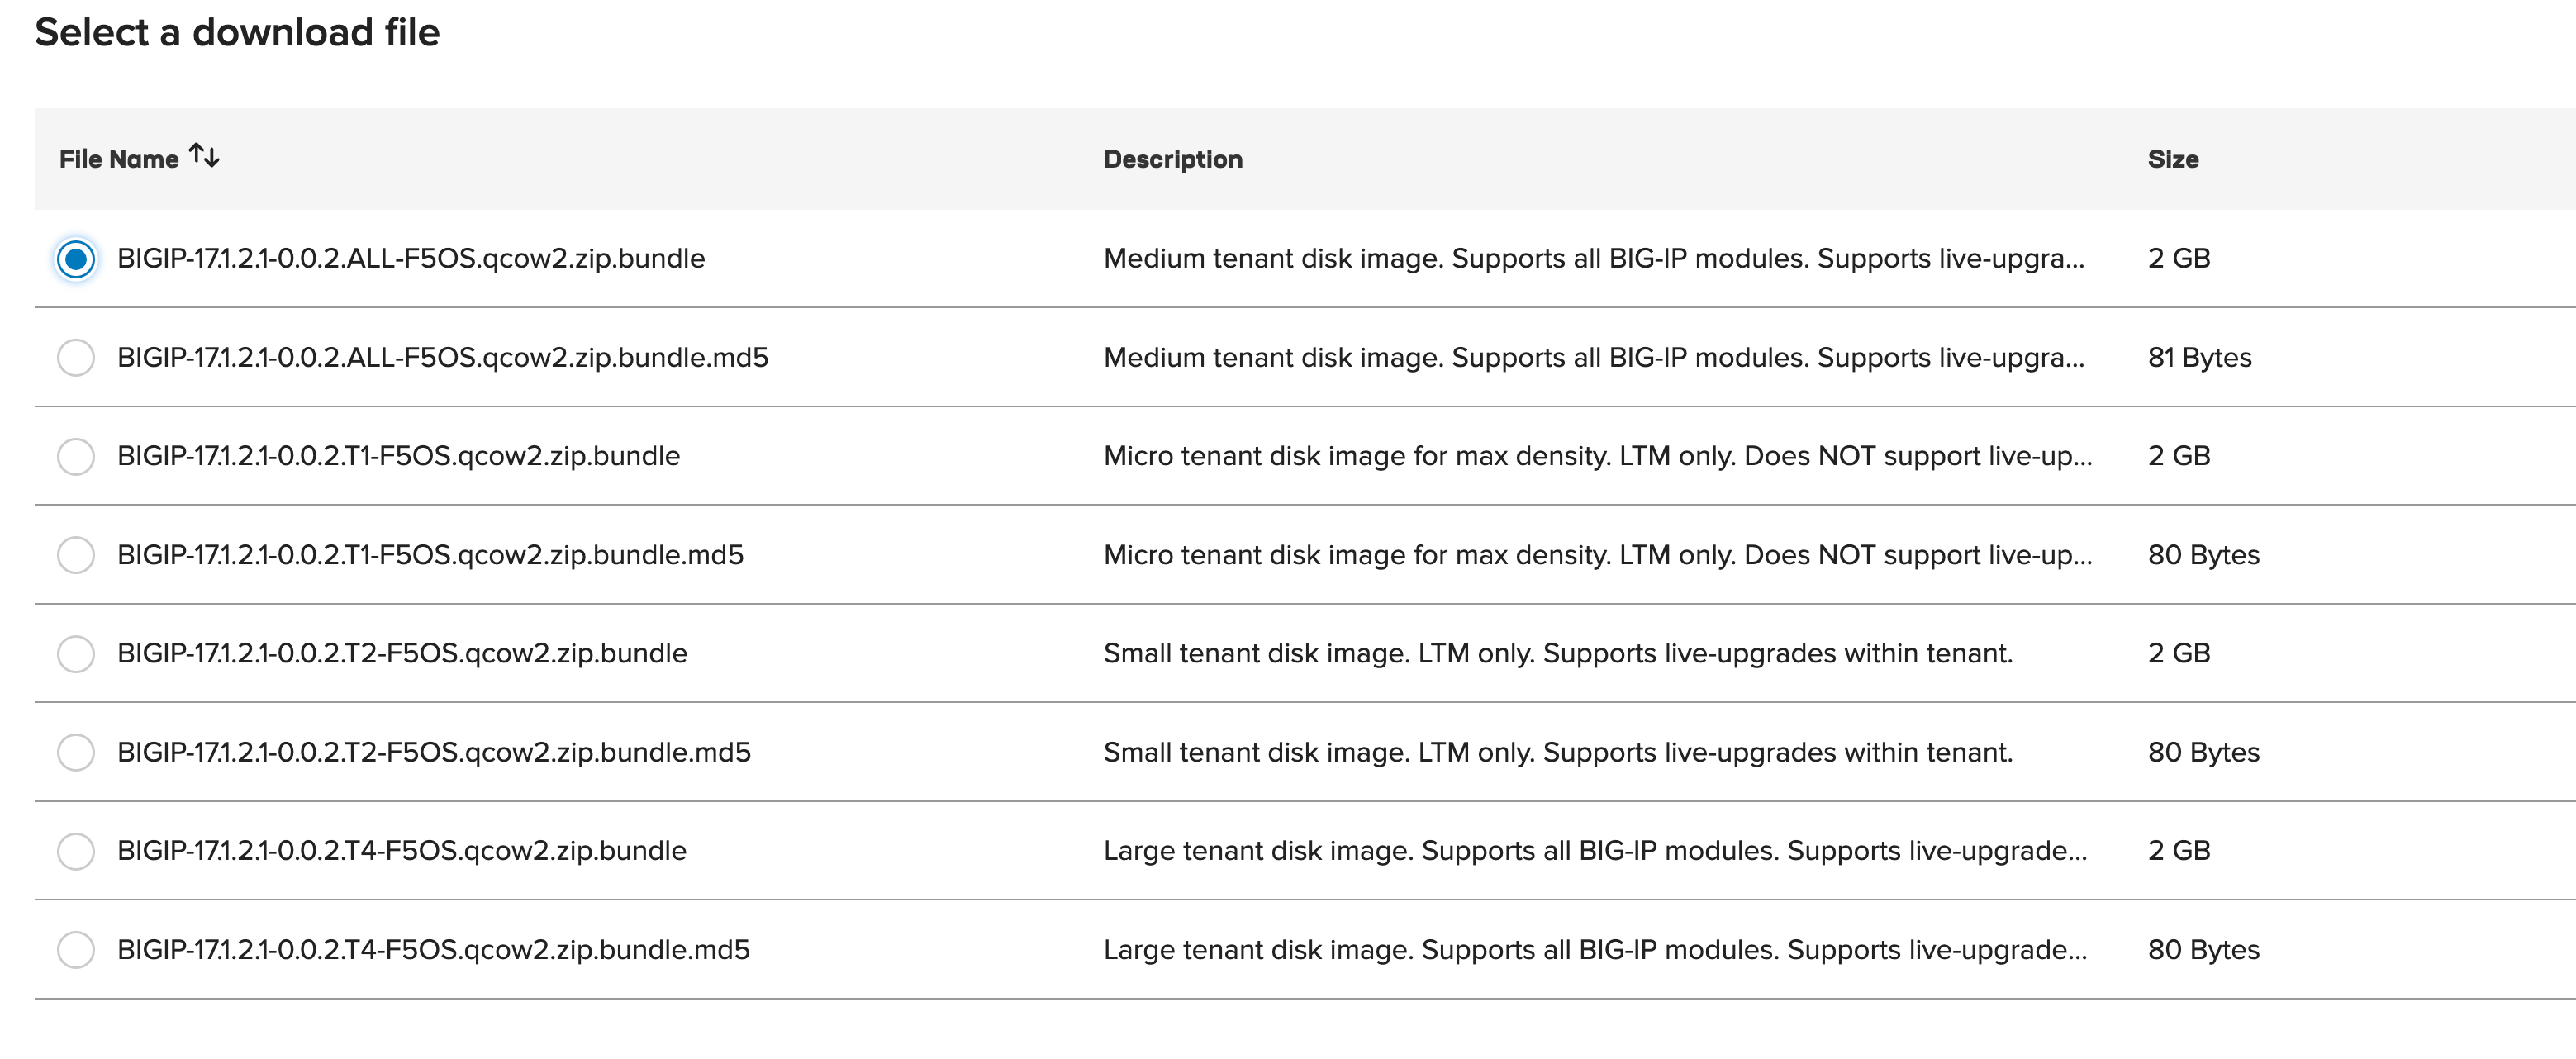 Select a download file
File Name Description Size
BIGIP-17.1.2.1-0.0.2.ALL-F5OS.qcow2.zip.bundle Medium tenant disk image. Supports all BIG-IP modules. Supports live-upgra... 2 GB
BIGIP-17.1.2.1-0.0.2.ALL-F5OS.qcow2.zip.bundle.md5 Medium tenant disk image. Supports all BIG-IP modules. Supports live-upgra... 81 Bytes
BIGIP-17.1.2.1-0.0.2.T1-F5OS.qcow2.zip.bundle Micro tenant disk image for max density. LTM only. Does NOT support live-up... 2 GB
BIGIP-17.1.2.1-0.0.2.T1-F5OS.qcow2.zip.bundle.md5 Micro tenant disk image for max density. LTM only. Does NOT support live-up... 80 Bytes
BIGIP-17.1.2.1-0.0.2.T2-F5OS.qcow2.zip.bundle Small tenant disk image. LTM only. Supports live-upgrades within tenant. 2 GB
BIGIP-17.1.2.1-0.0.2.T2-F5OS.qcow2.zip.bundle.md5 Small tenant disk image. LTM only. Supports live-upgrades within tenant. 80 Bytes
BIGIP-17.1.2.1-0.0.2.T4-F5OS.qcow2.zip.bundle Large tenant disk image. Supports all BIG-IP modules. Supports live-upgrade... 2 GB
BIGIP-17.1.2.1-0.0.2.T4-F5OS.qcow2.zip.bundle.md5 Large tenant disk image. Supports all BIG-IP modules. Supports live-upgrade... 80 Bytes